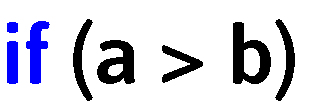 if (a > b)